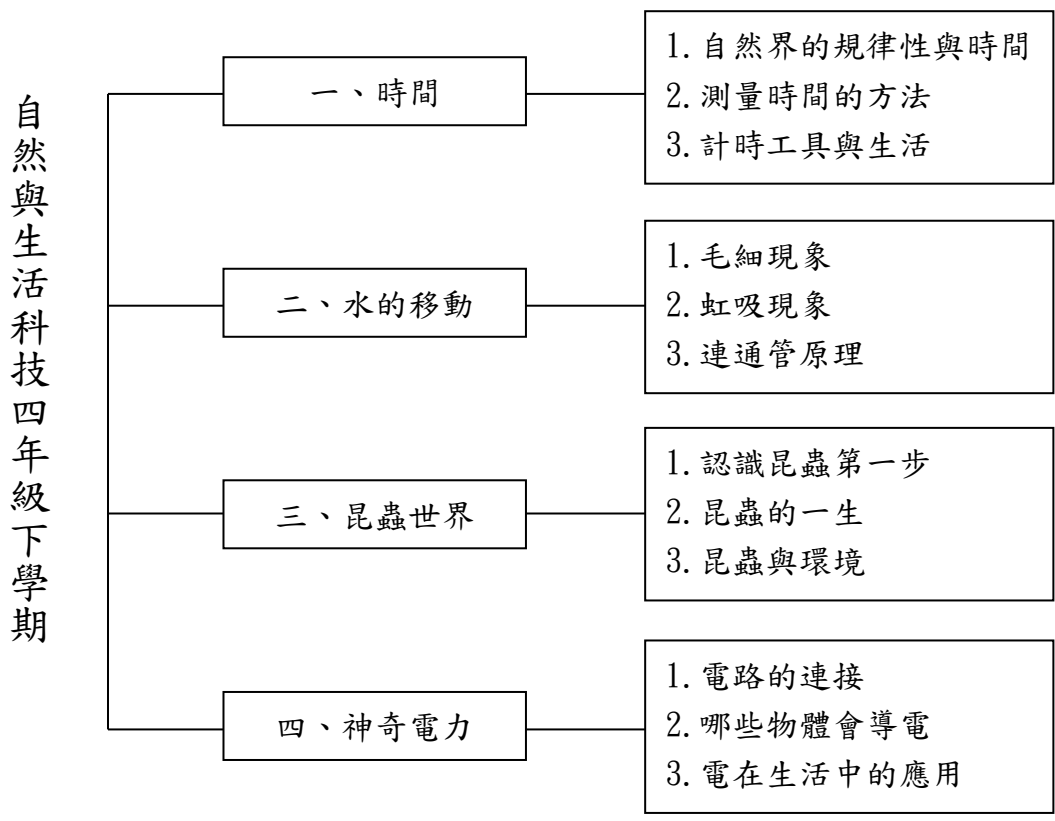 自然與生活科技四年級下學期
一、時間
1.自然界的規律性與時間
2.測量時間的方法
3.計時工具與生活
二、水的移動
1.毛細現象
2.虹吸現象
3.連通管原理
三、昆蟲世界
1.認識昆蟲第一步
2.昆蟲的一生
3.昆蟲與環境
四、神奇電力
1.電路的連接
2.哪些物體會導電
3.電在生活中的應用